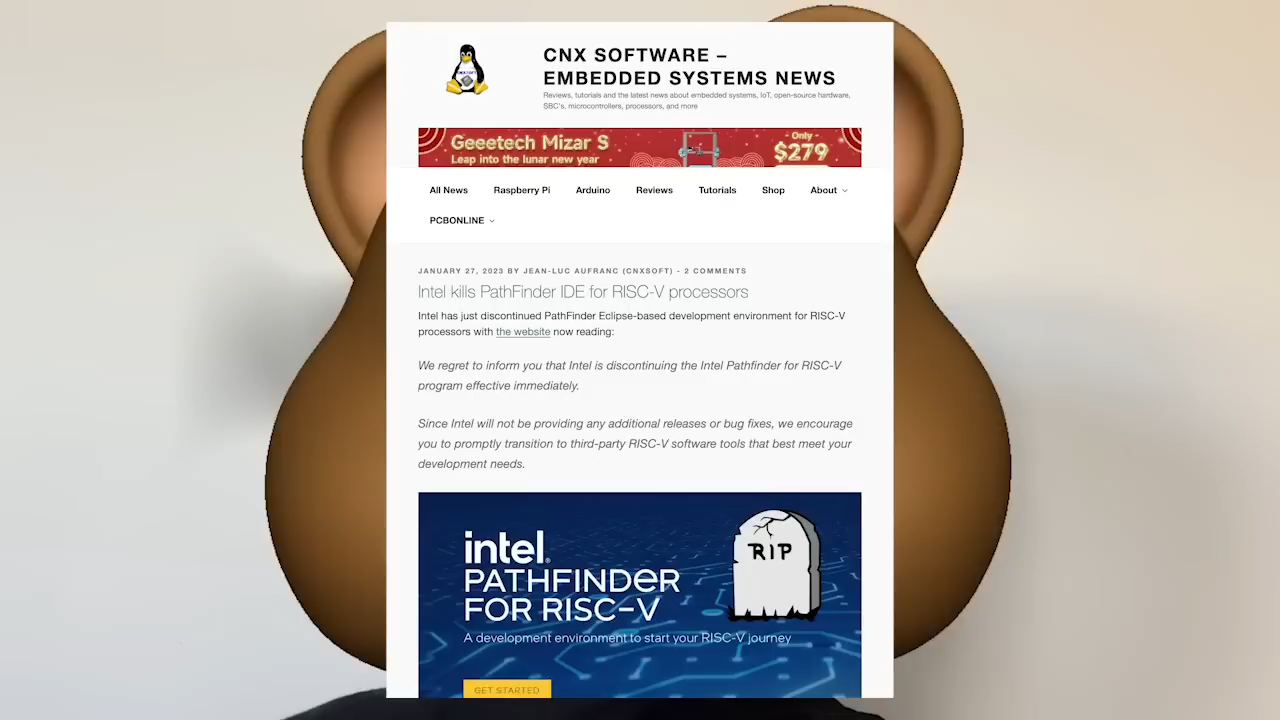 CNX SOFTWARE –
EMBEDDED SYSTEMS NEWS
Reviews, tutorials and the latest news about embedded systems, IoT, open-source hardware,
SBC's, microcontrollers, processors, and more
Geeetech Mizar S
Leap into the lunar new year
- Only -
$279
All News Raspberry Pi Arduino Reviews Tutorials Shop About
PCBONLINE
JANUARY 27, 2023 BY JEAN-LUC AUFRANC (CNXSOFT) - 2 COMMENTS
Intel kills PathFinder IDE for RISC-V processors
Intel has just discontinued PathFinder Eclipse-based development environment for RISC-V
processors with the website now reading:
We regret to inform you that Intel is discontinuing the Intel Pathfinder for RISC-V
program effective immediately.
Since Intel will not be providing any additional releases or bug fixes, we encourage
you to promptly transition to third-party RISC-V software tools that best meet your
development needs.
intel.
PATHFINDER
FOR RISC-V
A development environment to start your RISC-V journey
GET STARTED
RIP